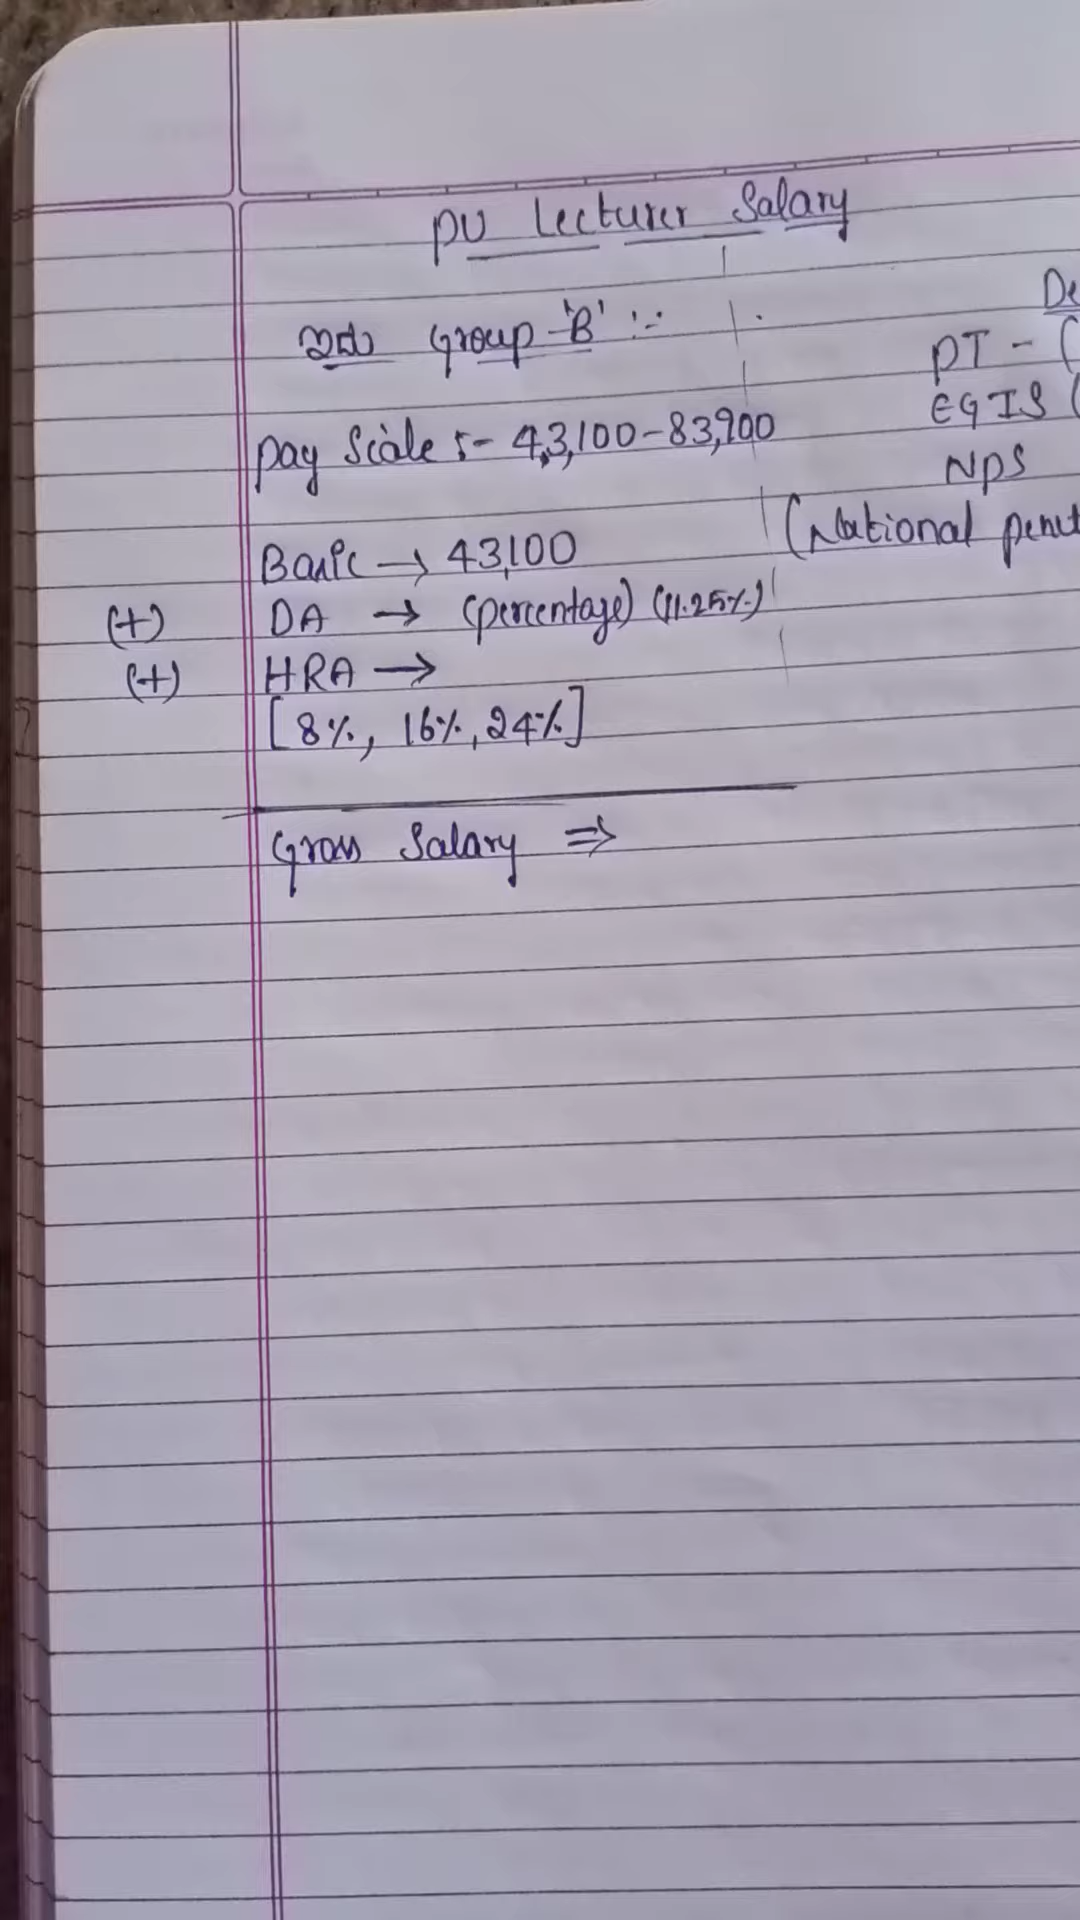 PU Lecturer Salary
ಇದು Group-'B' :-
Pay Scale :- 43,100-83,900
Basic → 43,100
(+) DA → (percentage) (11.25%)
(+) HRA →
[8%, 16%, 24%]
Gross Salary ⇒
De
PT - (
EGIS (
NPS
(National